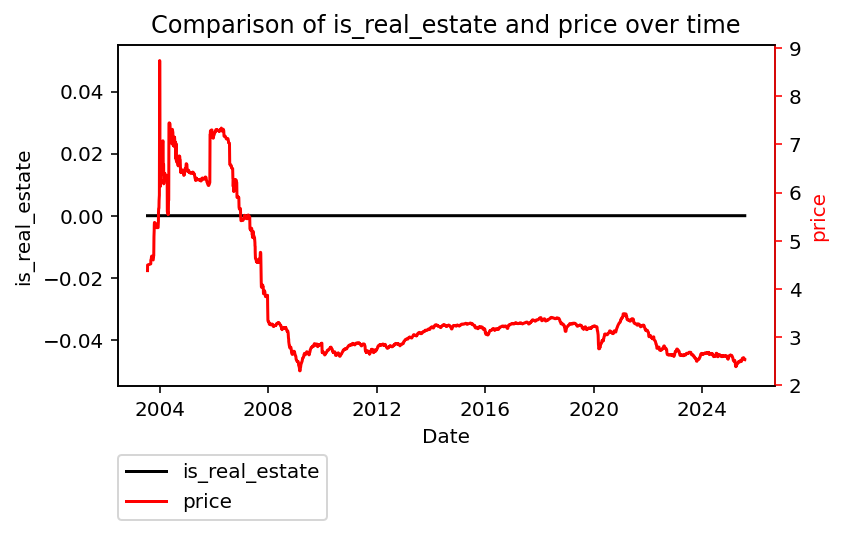 Comparison of is_real_estate and price over time
is_real_estate
0.04
0.02
0.00
−0.02
−0.04
9
8
7
6
5
4
3
2
price
2004 2008 2012 2016 2020 2024
Date
is_real_estate
price